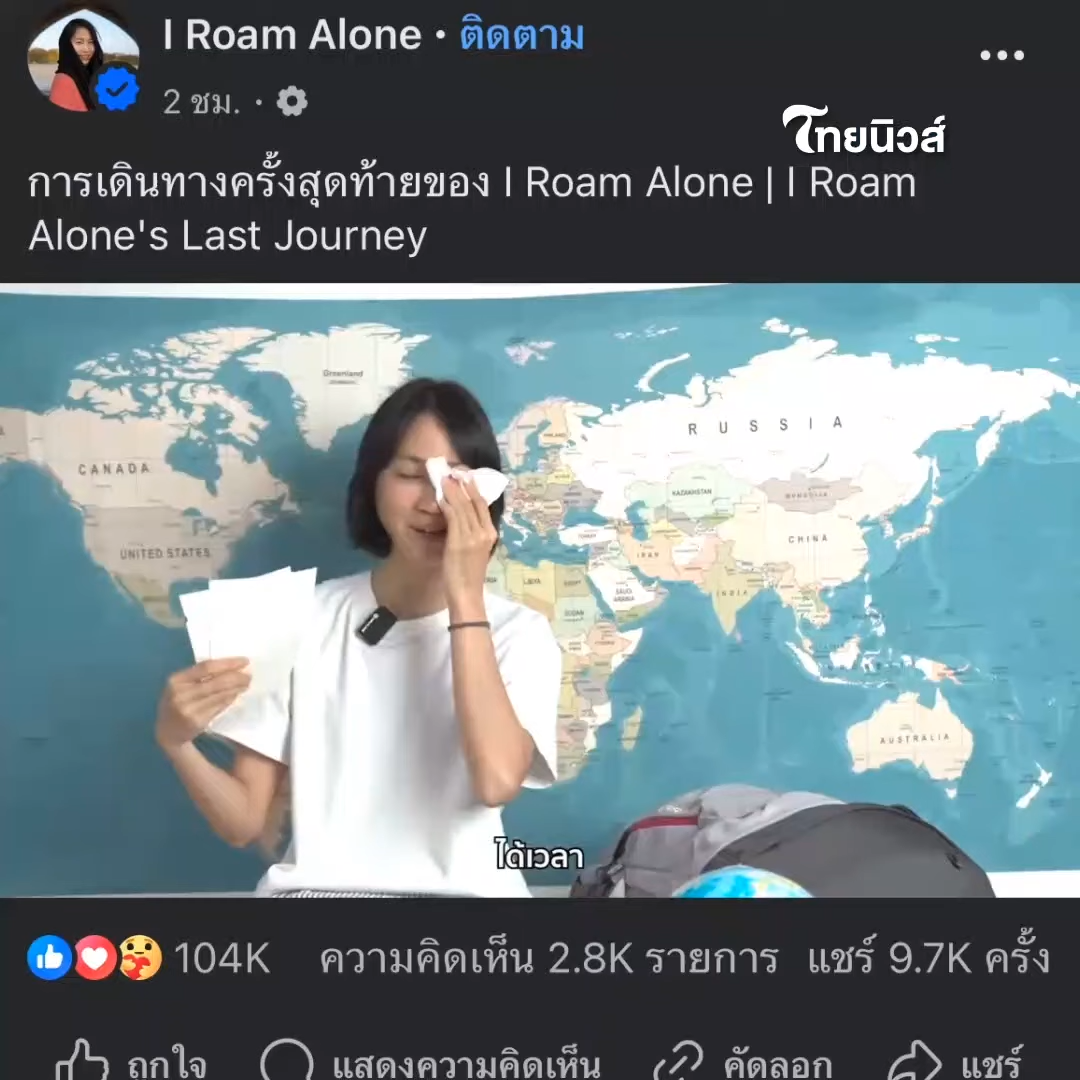 I Roam Alone • ติดตาม
2 ชม. •
ไทยนิวส์
การเดินทางครั้งสุดท้ายของ I Roam Alone | I Roam
Alone's Last Journey
Greenland
RUSSIA
CANADA
KAZAKHSTAN
MONGOLIA
CHINA
UNITED STATES
IRAN
LIBYA
EGYPT
SAUDI
ARABIA
INDIA
SUDAN
AUSTRALIA
ได้เวลา
104K ความคิดเห็น 2.8K รายการ แชร์ 9.7K ครั้ง
ถูกใจ แสดงความคิดเห็น คัดลอก แชร์